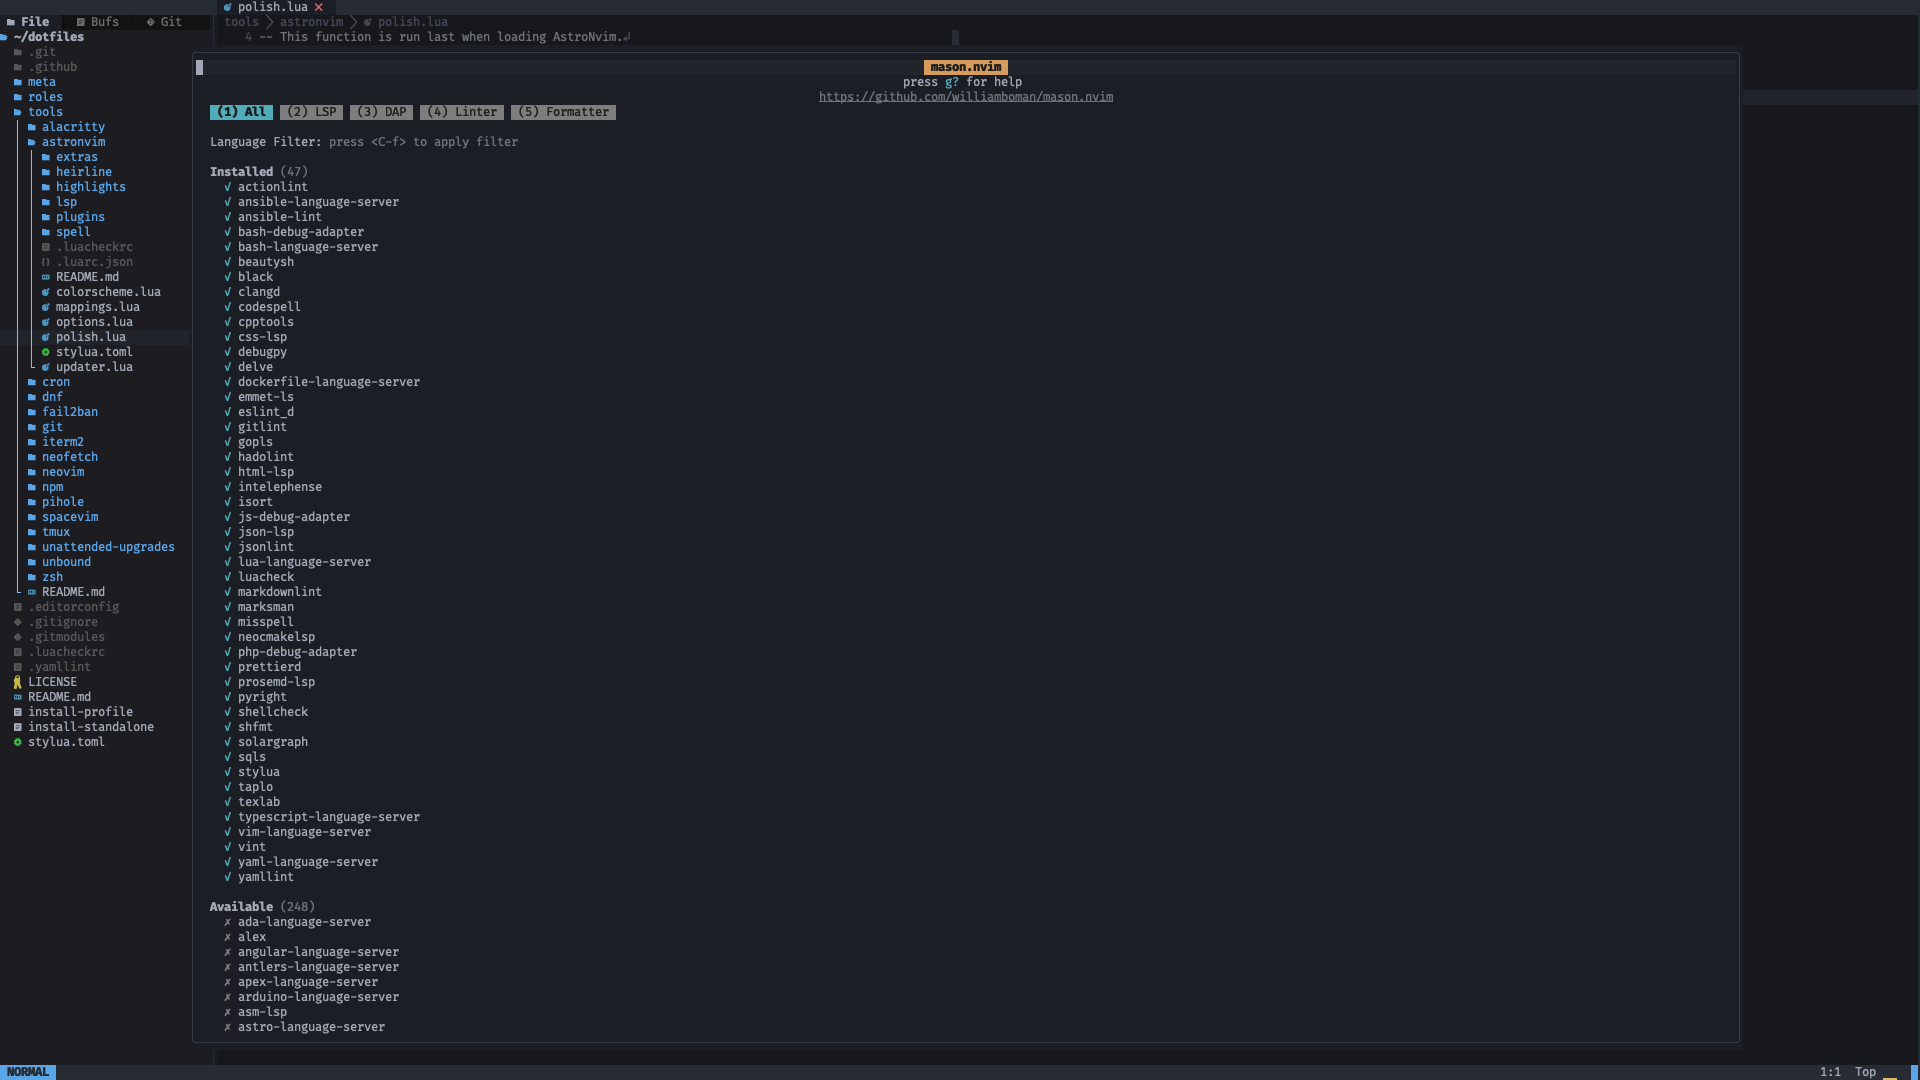 polish.lua ✕
File Bufs Git
tools > astronvim > polish.lua
~/dotfiles
4 -- This function is run last when loading AstroNvim.↲
.git
.github
meta
roles
tools
alacritty
astronvim
extras
heirline
highlights
lsp
plugins
spell
.luacheckrc
.luarc.json
README.md
colorscheme.lua
mappings.lua
options.lua
polish.lua
stylua.toml
updater.lua
cron
dnf
fail2ban
git
iterm2
neofetch
neovim
npm
pihole
spacevim
tmux
unattended-upgrades
unbound
zsh
README.md
.editorconfig
.gitignore
.gitmodules
.luacheckrc
.yamllint
LICENSE
README.md
install-profile
install-standalone
stylua.toml
mason.nvim
press g? for help
https://github.com/williamboman/mason.nvim
(1) All (2) LSP (3) DAP (4) Linter (5) Formatter
Language Filter: press <C-f> to apply filter
Installed (47)
✓ actionlint
✓ ansible-language-server
✓ ansible-lint
✓ bash-debug-adapter
✓ bash-language-server
✓ beautysh
✓ black
✓ clangd
✓ codespell
✓ cpptools
✓ css-lsp
✓ debugpy
✓ delve
✓ dockerfile-language-server
✓ emmet-ls
✓ eslint_d
✓ gitlint
✓ gopls
✓ hadolint
✓ html-lsp
✓ intelephense
✓ isort
✓ js-debug-adapter
✓ json-lsp
✓ jsonlint
✓ lua-language-server
✓ luacheck
✓ markdownlint
✓ marksman
✓ misspell
✓ neocmakelsp
✓ php-debug-adapter
✓ prettierd
✓ prosemd-lsp
✓ pyright
✓ shellcheck
✓ shfmt
✓ solargraph
✓ sqls
✓ stylua
✓ taplo
✓ texlab
✓ typescript-language-server
✓ vim-language-server
✓ vint
✓ yaml-language-server
✓ yamllint
Available (248)
✗ ada-language-server
✗ alex
✗ angular-language-server
✗ antlers-language-server
✗ apex-language-server
✗ arduino-language-server
✗ asm-lsp
✗ astro-language-server
NORMAL 1:1 Top